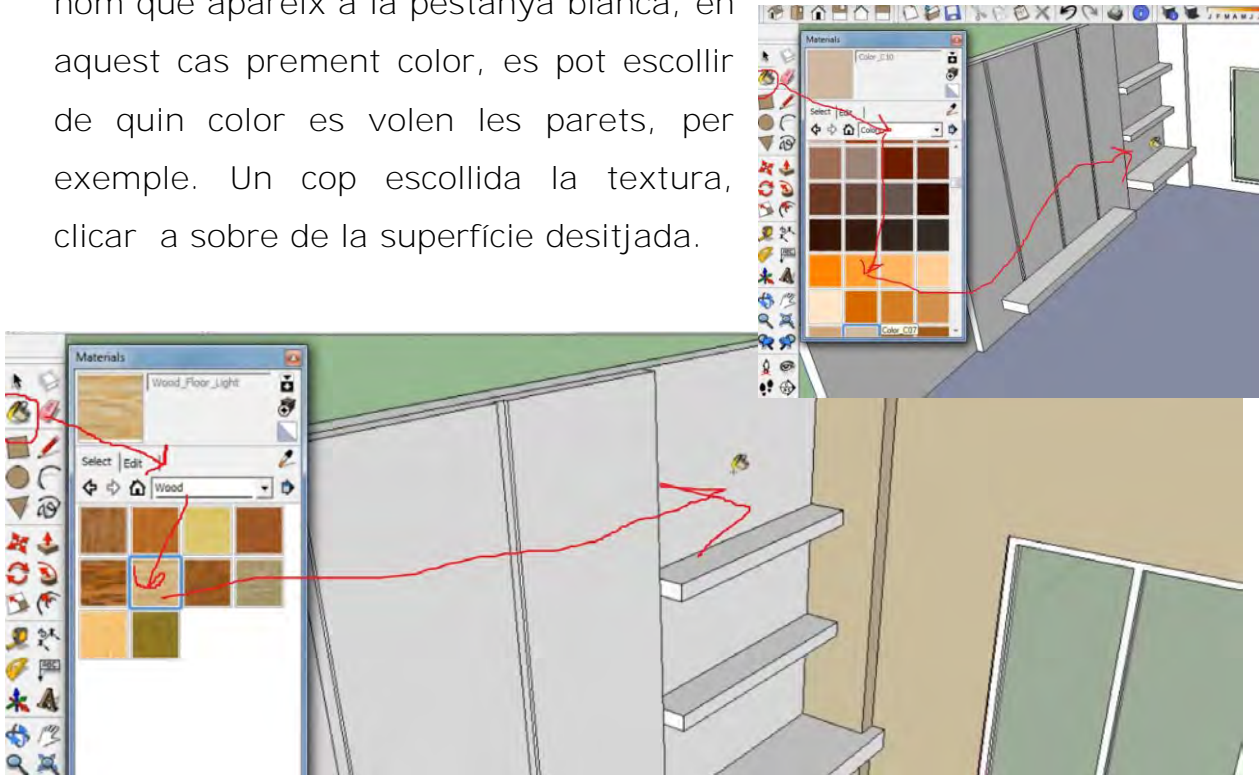 nom que apareix a la pestanya blanca, en
aquest cas prement color, es pot escollir
de quin color es volen les parets, per
exemple. Un cop escollida la textura,
clicar a sobre de la superfície desitjada.
J F M A M J J
Materials
Color_C10
Select Edit
Color_C07
Materials
Wood_Floor_Light
Select Edit
Wood
ABC